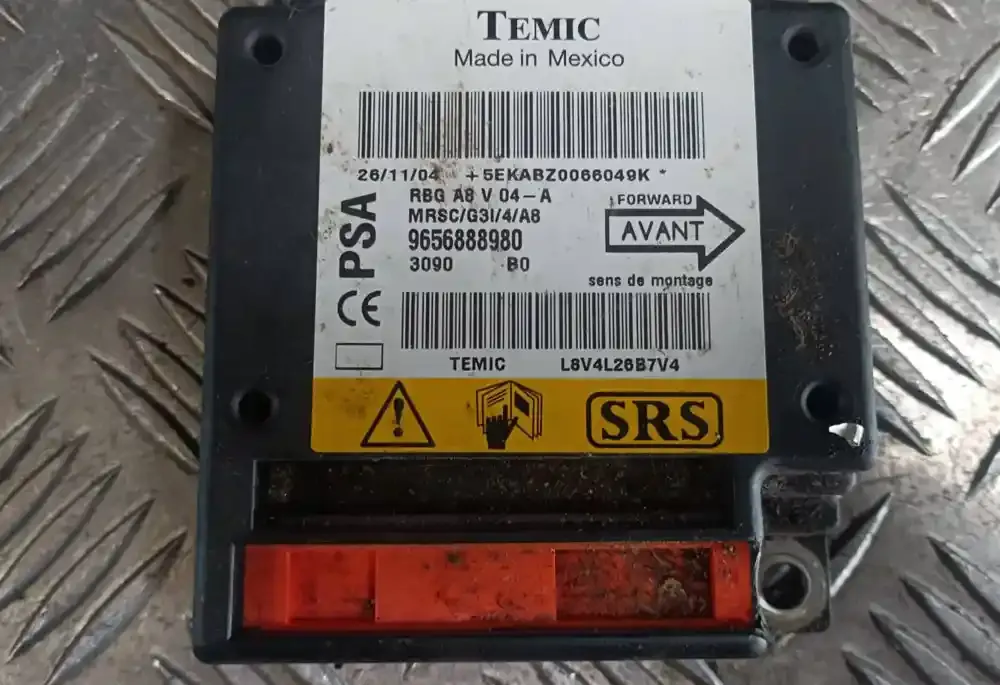 TEMIC
Made in Mexico
26/11/04 +5EKABZ0066049K *
RBG A8 V 04-A
MRSC/G3I/4/A8
9656888980
3090 B0
PSA
CE
FORWARD
AVANT
sens de montage
TEMIC L8V4L26B7V4
SRS